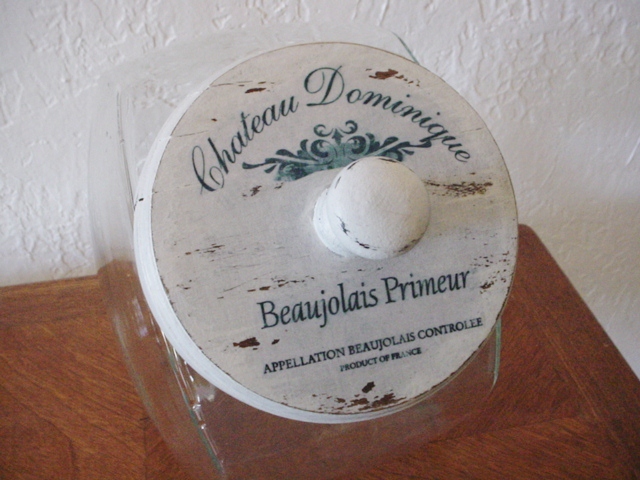 Chateau Dominique
Beaujolais Primeur
APPELLATION BEAUJOLAIS CONTROLEE
PRODUCT OF FRANCE